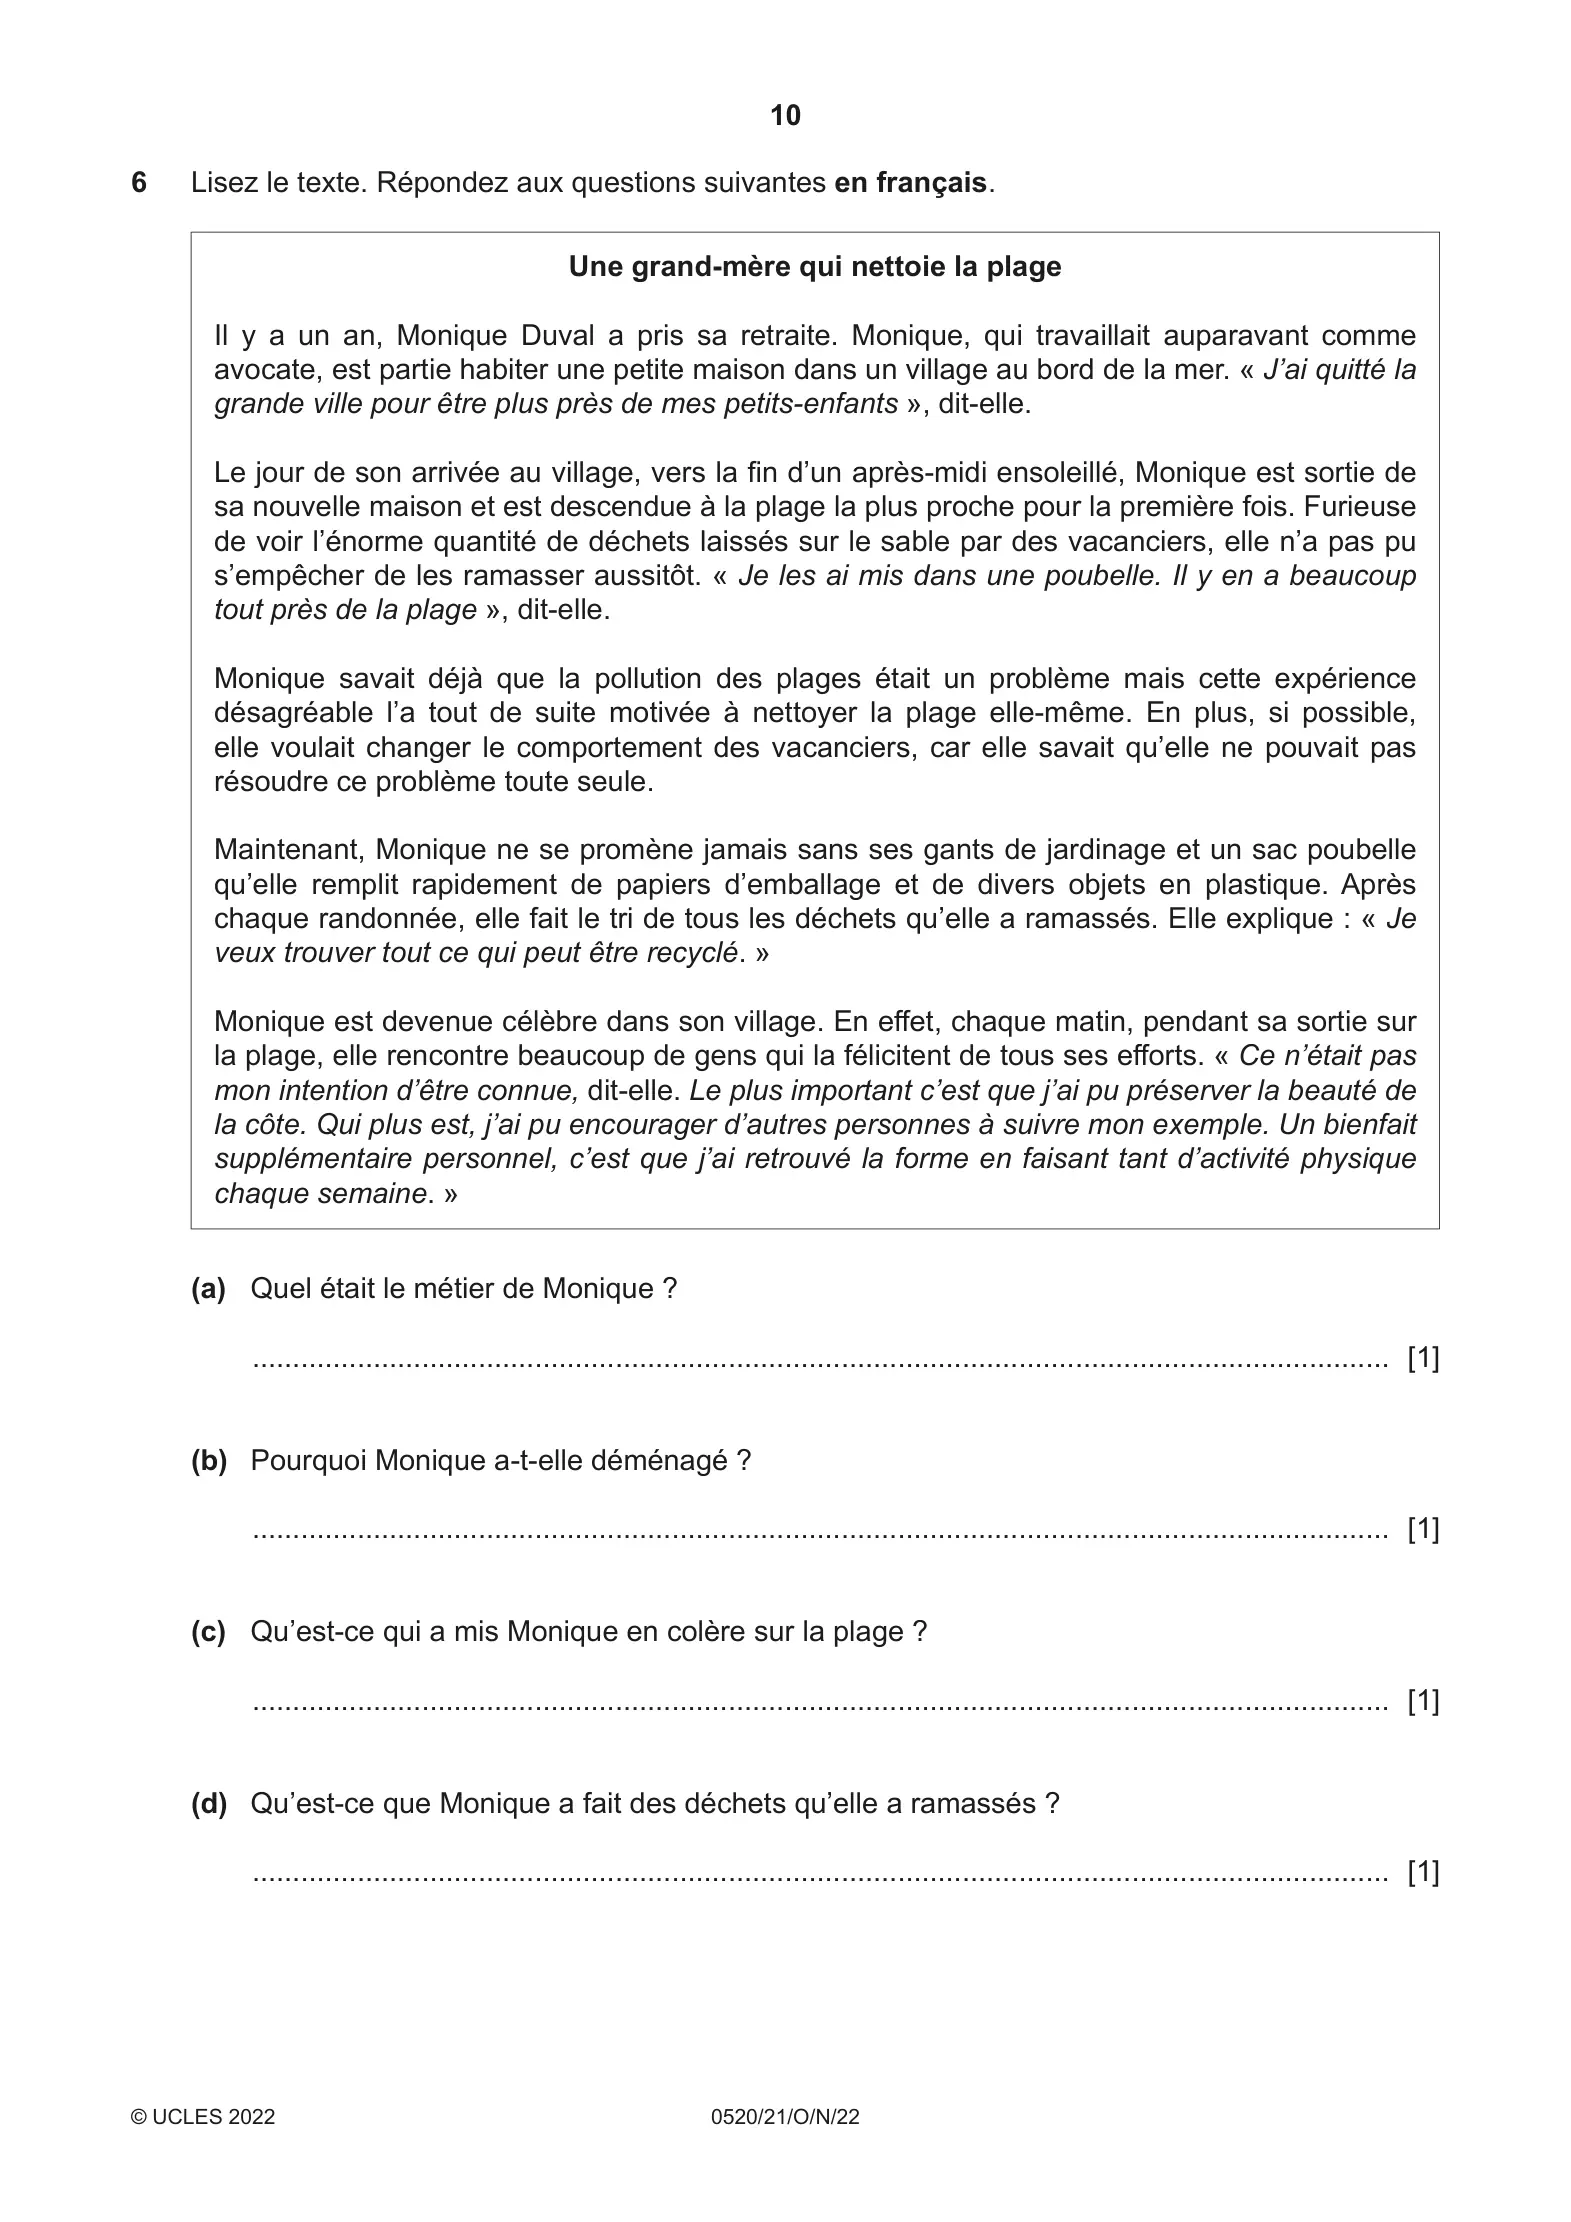 10
6 Lisez le texte. Répondez aux questions suivantes en français.
Une grand-mère qui nettoie la plage
Il y a un an, Monique Duval a pris sa retraite. Monique, qui travaillait auparavant comme
avocate, est partie habiter une petite maison dans un village au bord de la mer. « J’ai quitté la
grande ville pour être plus près de mes petits-enfants », dit-elle.
Le jour de son arrivée au village, vers la fin d’un après-midi ensoleillé, Monique est sortie de
sa nouvelle maison et est descendue à la plage la plus proche pour la première fois. Furieuse
de voir l’énorme quantité de déchets laissés sur le sable par des vacanciers, elle n’a pas pu
s’empêcher de les ramasser aussitôt. « Je les ai mis dans une poubelle. Il y en a beaucoup
tout près de la plage », dit-elle.
Monique savait déjà que la pollution des plages était un problème mais cette expérience
désagréable l’a tout de suite motivée à nettoyer la plage elle-même. En plus, si possible,
elle voulait changer le comportement des vacanciers, car elle savait qu’elle ne pouvait pas
résoudre ce problème toute seule.
Maintenant, Monique ne se promène jamais sans ses gants de jardinage et un sac poubelle
qu’elle remplit rapidement de papiers d’emballage et de divers objets en plastique. Après
chaque randonnée, elle fait le tri de tous les déchets qu’elle a ramassés. Elle explique : « Je
veux trouver tout ce qui peut être recyclé. »
Monique est devenue célèbre dans son village. En effet, chaque matin, pendant sa sortie sur
la plage, elle rencontre beaucoup de gens qui la félicitent de tous ses efforts. « Ce n’était pas
mon intention d’être connue, dit-elle. Le plus important c’est que j’ai pu préserver la beauté de
la côte. Qui plus est, j’ai pu encourager d’autres personnes à suivre mon exemple. Un bienfait
supplémentaire personnel, c’est que j’ai retrouvé la forme en faisant tant d’activité physique
chaque semaine. »
(a) Quel était le métier de Monique ?
[1]
(b) Pourquoi Monique a-t-elle déménagé ?
[1]
(c) Qu’est-ce qui a mis Monique en colère sur la plage ?
[1]
(d) Qu’est-ce que Monique a fait des déchets qu’elle a ramassés ?
[1]
© UCLES 2022 0520/21/O/N/22